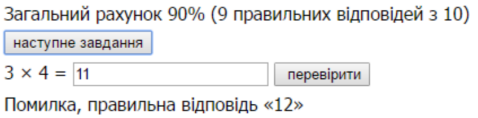 Загальний рахунок 90% (9 правильних відповідей з 10)
наступне завдання
3 × 4 = 11 перевірити
Помилка, правильна відповідь «12»